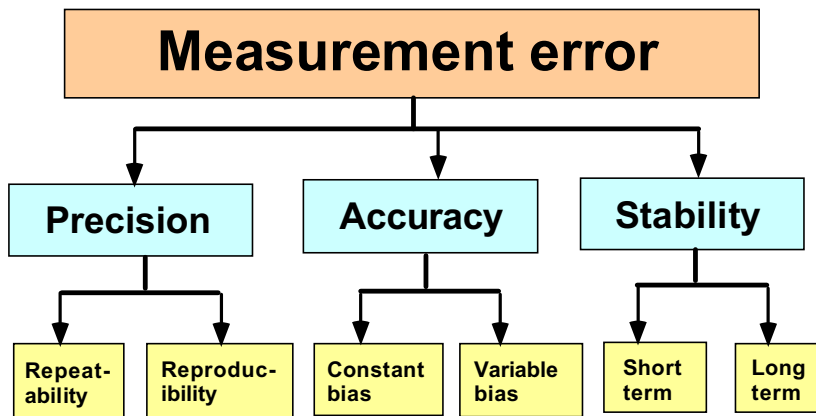 Measurement error
Precision
Accuracy
Stability
Repeat-
ability
Reproduc-
ibility
Constant
bias
Variable
bias
Short
term
Long
term